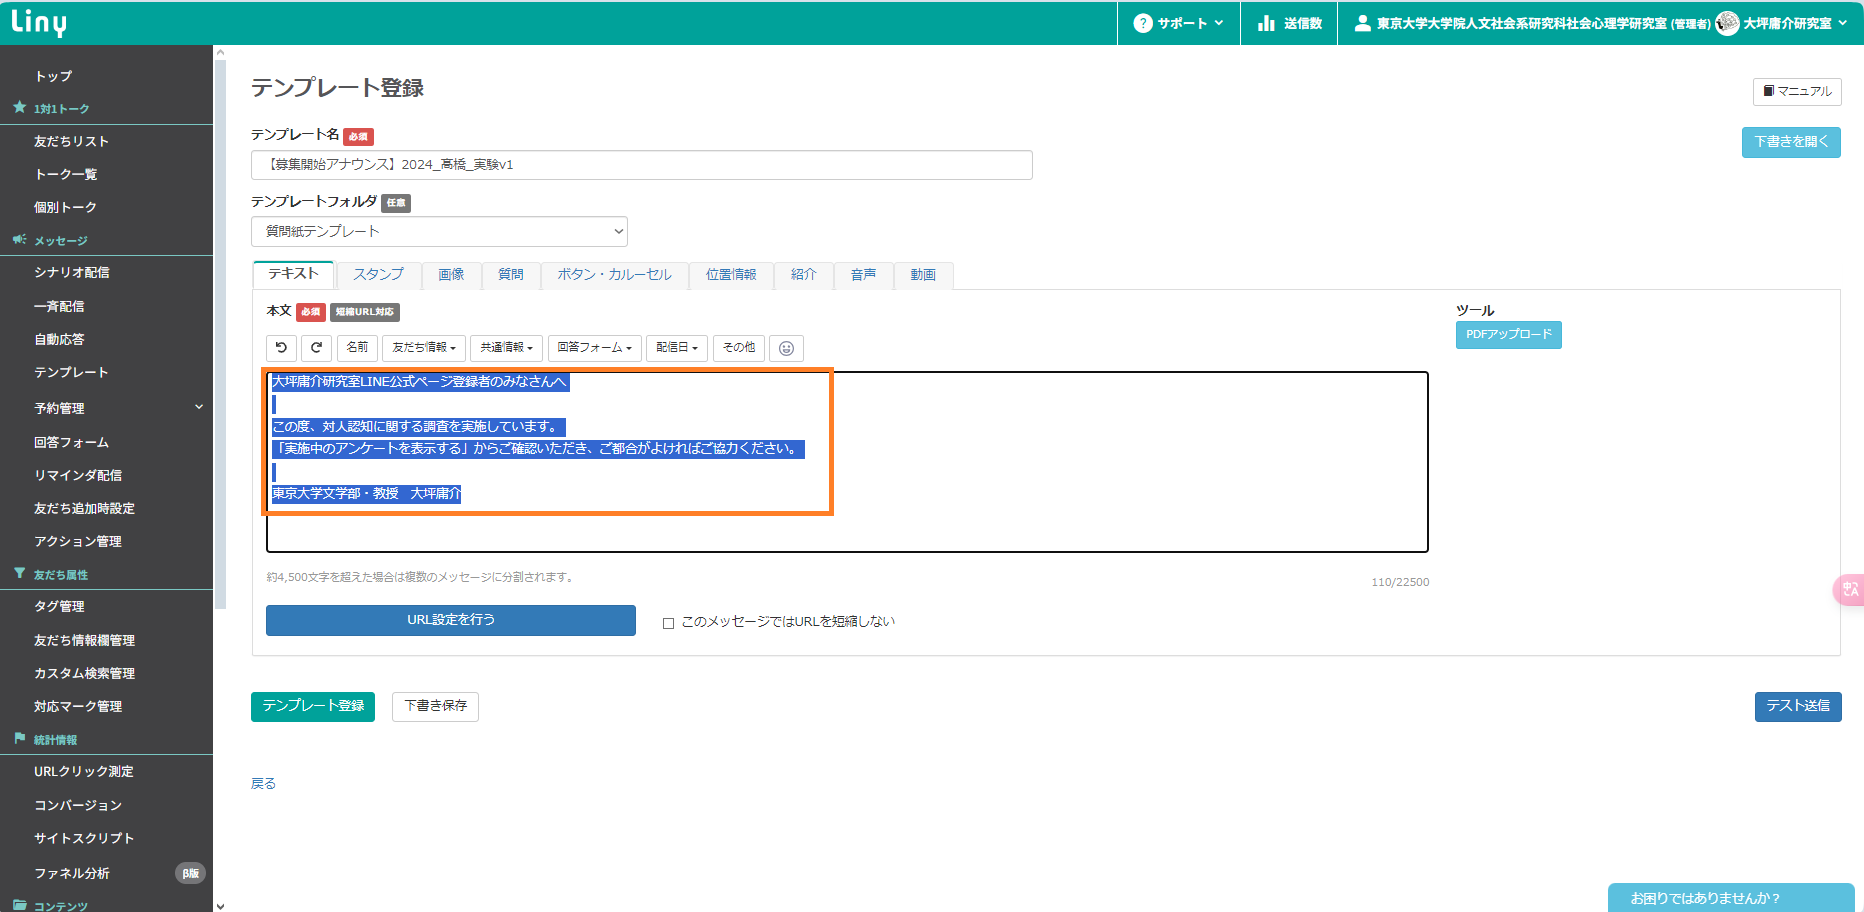 Liny
サポート
送信数
東京大学大学院人文社会系研究科社会心理学研究室 (管理者)
大坪庸介研究室
トップ
1対1トーク
友だちリスト
トーク一覧
個別トーク
メッセージ
シナリオ配信
一斉配信
自動応答
テンプレート
予約管理
回答フォーム
リマインダ配信
友だち追加時設定
アクション管理
友だち属性
タグ管理
友だち情報欄管理
カスタム検索管理
対応マーク管理
統計情報
URLクリック測定
コンバージョン
サイトスクリプト
ファネル分析 β版
コンテンツ
テンプレート登録
マニュアル
テンプレート名 必須
下書きを開く
【募集開始アナウンス】2024_高橋_実験v1
テンプレートフォルダ 任意
質問紙テンプレート
テキスト スタンプ 画像 質問 ボタン・カルーセル 位置情報 紹介 音声 動画
本文 必須 短縮URL対応
ツール
PDFアップロード
名前 友だち情報 共通情報 回答フォーム 配信日 その他
大坪庸介研究室LINE公式ページ登録者のみなさんへ
この度、対人認知に関する調査を実施しています。
「実施中のアンケートを表示する」からご確認いただき、ご都合がよければご協力ください。
東京大学文学部・教授　大坪庸介
約4,500文字を超えた場合は複数のメッセージに分割されます。
110/22500
URL設定を行う
このメッセージではURLを短縮しない
テンプレート登録
下書き保存
テスト送信
戻る
お困りではありませんか？